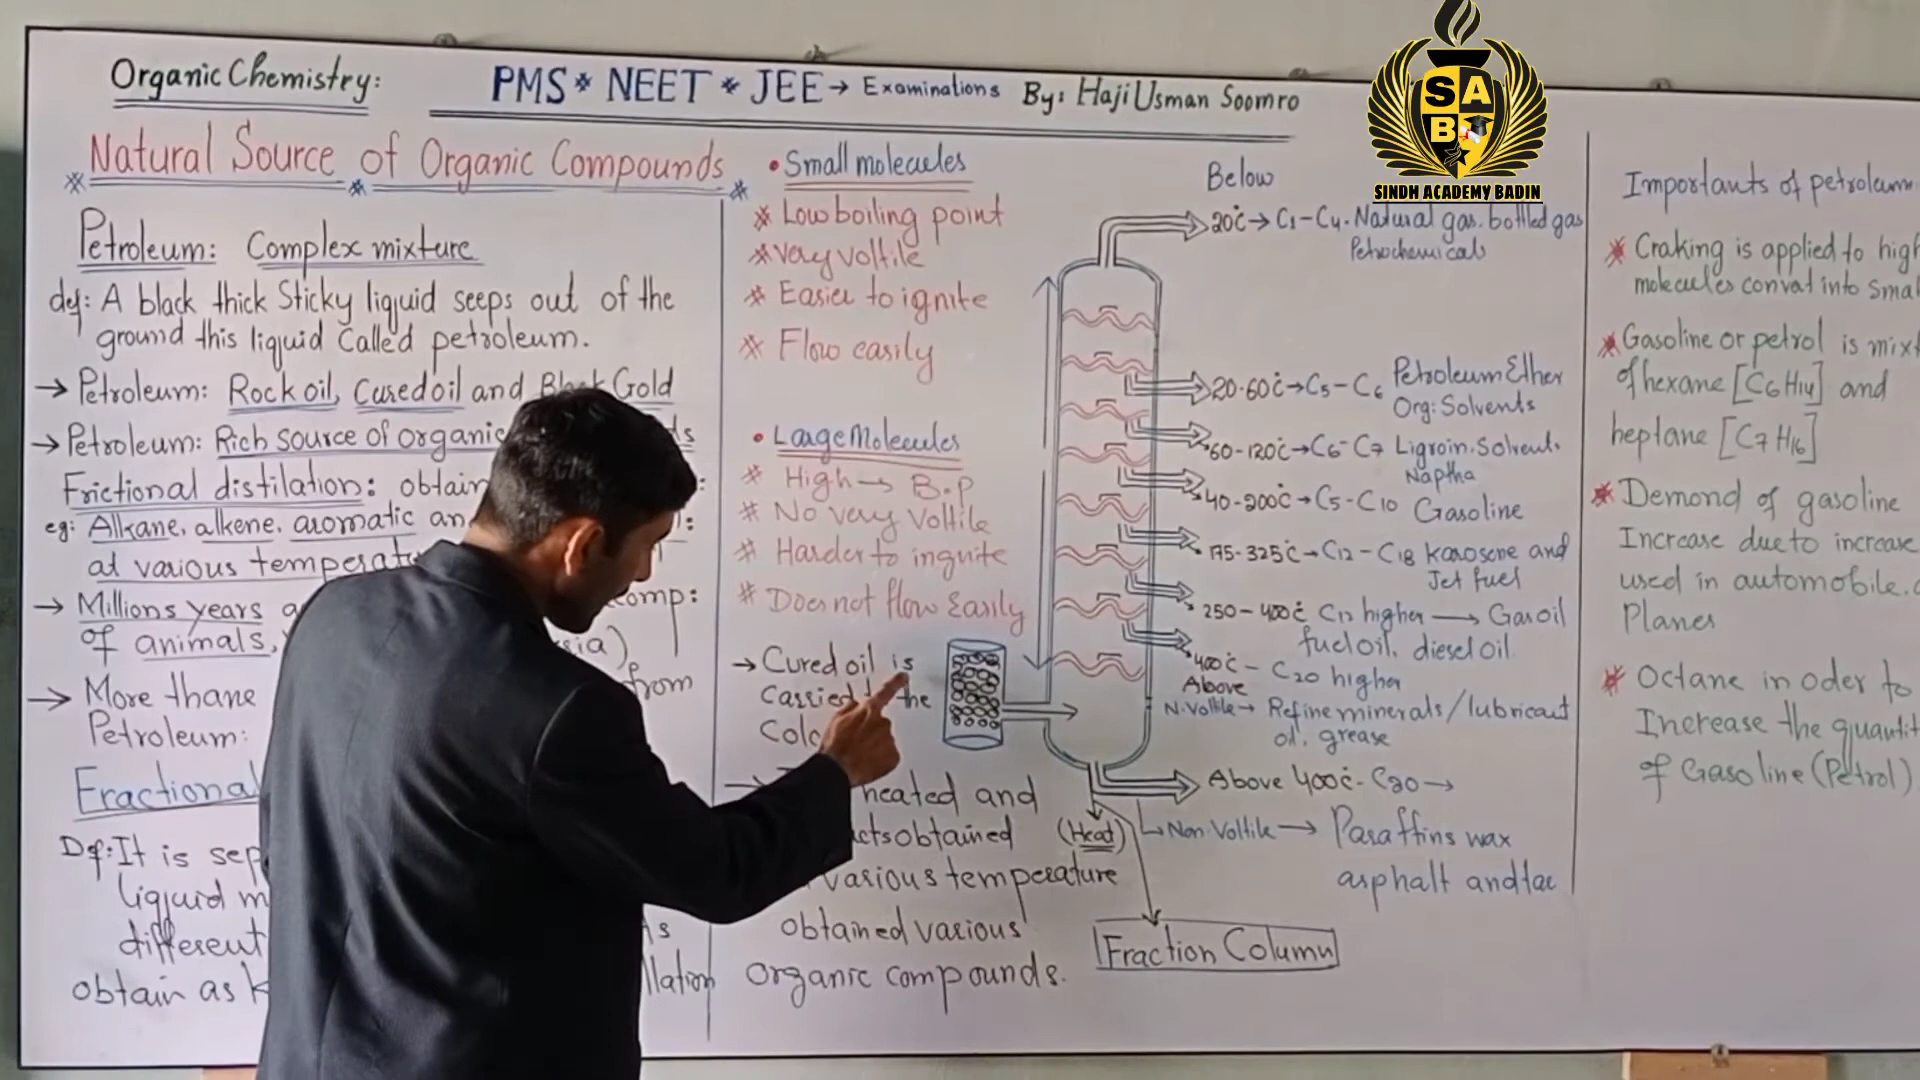 Organic Chemistry:
PMS * NEET * JEE → Examinations By: Haji Usman Soomro
SABA
SINDH ACADEMY BADIN
Natural Source of Organic Compounds
Petroleum: Complex mixture
def: A black thick Sticky liquid seeps out of the
ground this liquid Called petroleum.
→ Petroleum: Rock oil, Cured oil and Black Gold
→ Petroleum: Rich source of organic
Frictional distilation: obtain
eg: Alkane, alkene, aromatic an
at various temperat
→ Millions years comp:
of animals,
→ More thane from
Petroleum:
Fractional
Df: It is sep
liquid m
different
obtain as llation
• Small molecules
* Low boiling point
* Very voltile
* Easier to ignite
* Flow easily
• Large Molecules
* High → B.P
* No very Voltile
* Harder to ingnite
* Does not flow Easily
→ Cured oil is
Carried the
Colo
heated and
cts obtained
various temperature
obtained various
organic compounds.
Below
20°C → C1-C4. Natural gas. bottled gas
Petrochemicals
20-60°C → C5-C6 Petroleum Ether
Org: Solvents
60-120°C → C6-C7 Ligroin. Solvent.
Naptha
40-200°C → C5-C10 Gasoline
175-325°C → C12-C18 Karosene and
Jet fuel
250-400°C C12 higher → Gas oil
fuel oil, diesel oil
400°C - C20 higher
Above
N. Voltile → Refine minerals/lubricant
oil. grease
Above 400°C - C20 →
(Heat)
Non Voltile → Paraffins wax
asphalt and tar
Fraction Column
Importants of petroleum
* Craking is applied to high
molecules convat into Smal
* Gasoline or petrol is mixt
of hexane [C6H14] and
heptane [C7H16]
* Demond of gasoline
Increase due to increase
used in automobile.
Planes
* Octane in oder to
Increase the quantit
of Gasoline (Petrol)